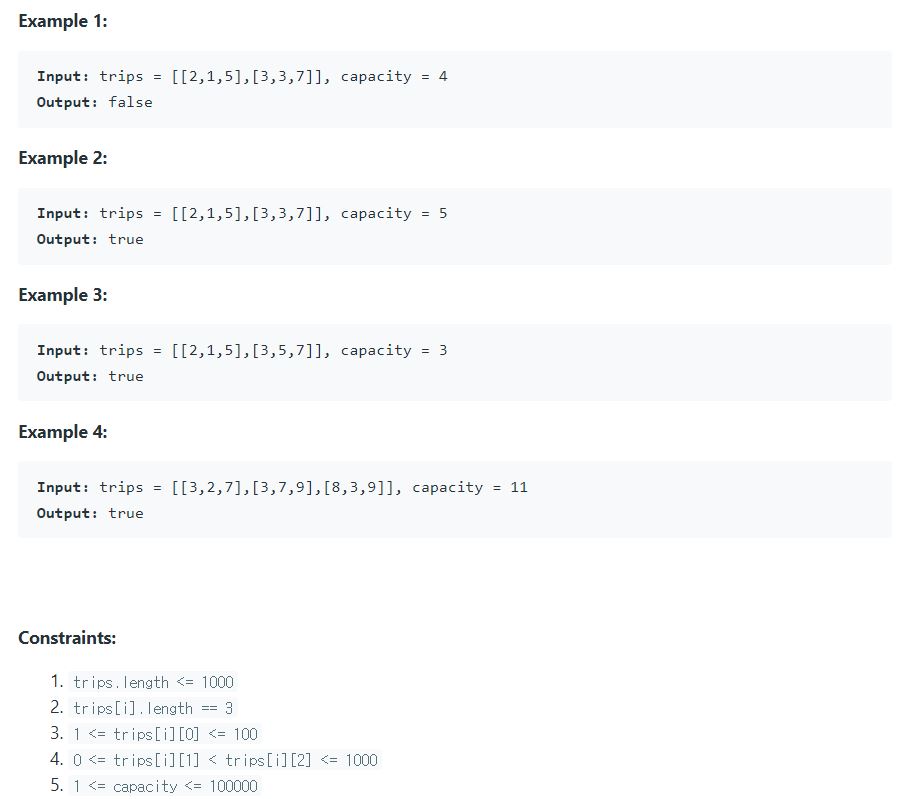 Example 1:
Input: trips = [[2,1,5],[3,3,7]], capacity = 4
Output: false
Example 2:
Input: trips = [[2,1,5],[3,3,7]], capacity = 5
Output: true
Example 3:
Input: trips = [[2,1,5],[3,5,7]], capacity = 3
Output: true
Example 4:
Input: trips = [[3,2,7],[3,7,9],[8,3,9]], capacity = 11
Output: true
Constraints:
1. trips.length <= 1000
2. trips[i].length == 3
3. 1 <= trips[i][0] <= 100
4. 0 <= trips[i][1] < trips[i][2] <= 1000
5. 1 <= capacity <= 100000